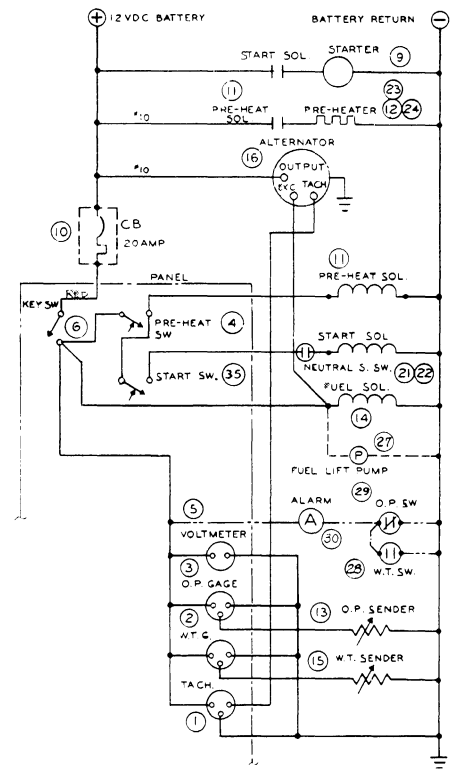 12 VDC BATTERY
BATTERY RETURN
START SOL.
STARTER
9
11
23
PRE-HEAT
SOL
PRE-HEATER
12
24
#10
ALTERNATOR
16
OUTPUT
#10
EXC
TACH
10
CB
20 AMP
PANEL
11
RED
PRE-HEAT SOL.
KEY SW
6
PRE-HEAT
SW
4
START SOL
NEUTRAL S. SW.
21
22
START SW.
35
FUEL SOL.
14
27
P
FUEL LIFT PUMP
29
5
ALARM
O.P. SW
A
30
VOLTMETER
28
W.T. SW.
3
O.P. GAGE
13
O.P. SENDER
2
W.T. G.
15
W.T. SENDER
TACH.
1